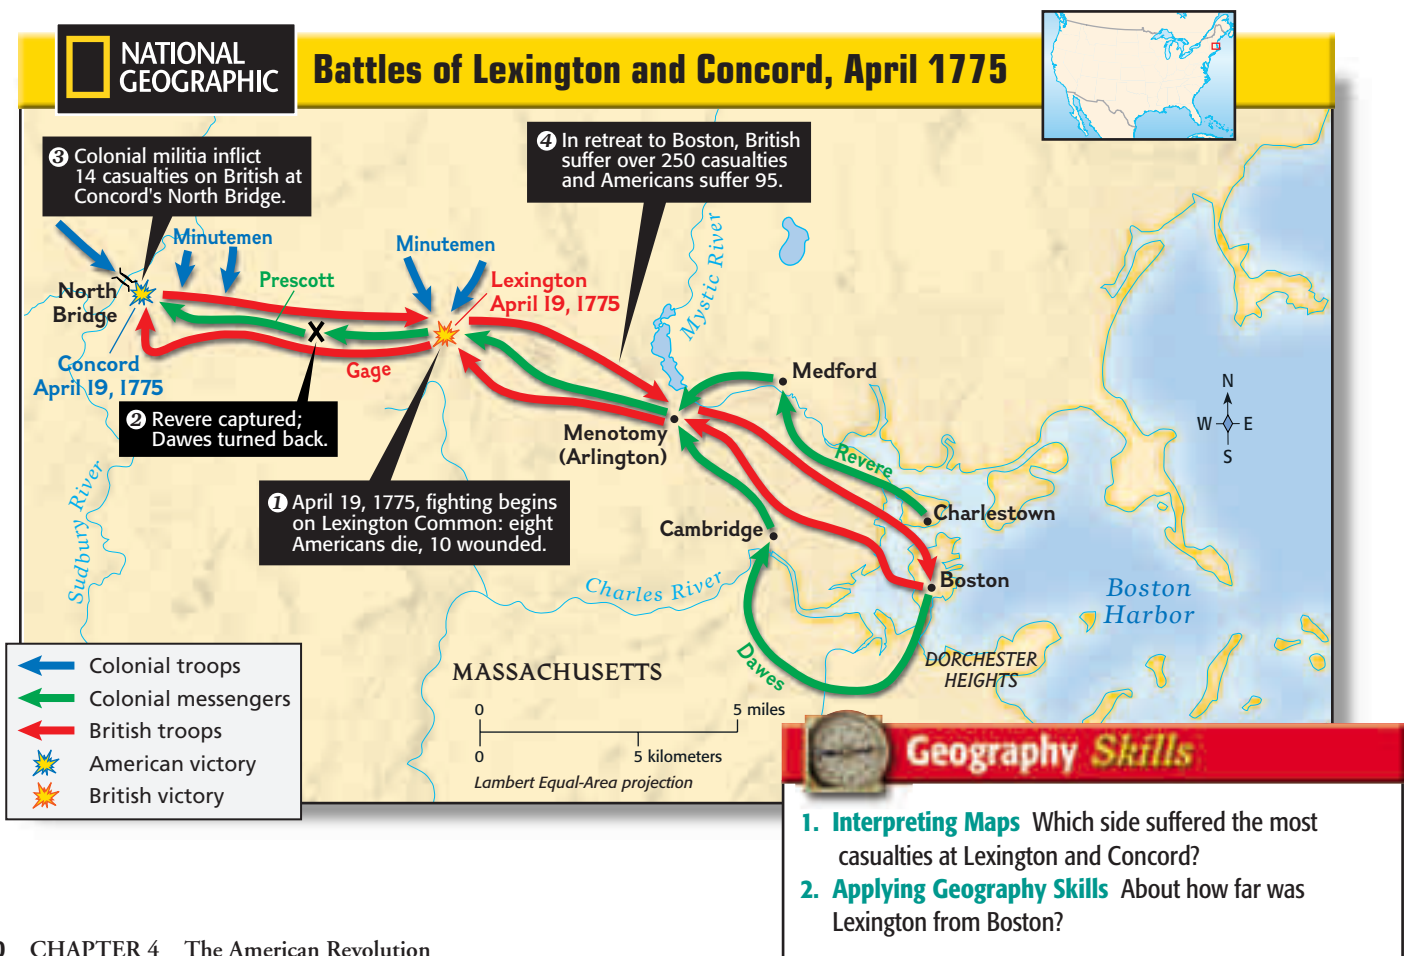 NATIONAL
GEOGRAPHIC
Battles of Lexington and Concord, April 1775
3 Colonial militia inflict
14 casualties on British at
Concord's North Bridge.
4 In retreat to Boston, British
suffer over 250 casualties
and Americans suffer 95.
Minutemen
Minutemen
Prescott
Lexington
April 19, 1775
North
Bridge
Concord
April 19, 1775
Gage
Mystic River
Medford
2 Revere captured;
Dawes turned back.
Menotomy
(Arlington)
Revere
N
W E
S
1 April 19, 1775, fighting begins
on Lexington Common: eight
Americans die, 10 wounded.
Sudbury River
Cambridge
Charlestown
Charles River
Boston
Boston
Harbor
Dawes
DORCHESTER
HEIGHTS
MASSACHUSETTS
Colonial troops
Colonial messengers
British troops
American victory
British victory
0 5 miles
0 5 kilometers
Lambert Equal-Area projection
Geography Skills
1. Interpreting Maps Which side suffered the most
casualties at Lexington and Concord?
2. Applying Geography Skills About how far was
Lexington from Boston?
CHAPTER 4 The American Revolution